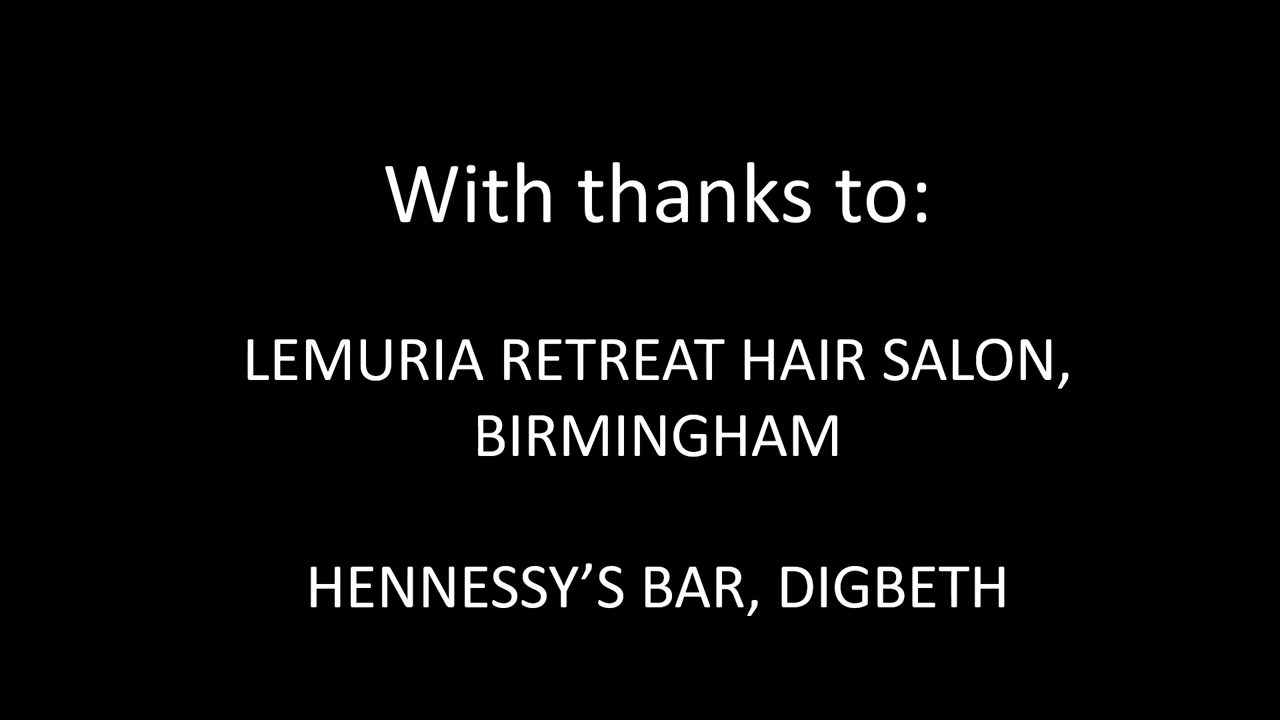 With thanks to:
LEMURIA RETREAT HAIR SALON,
BIRMINGHAM
HENNESSY’S BAR, DIGBETH